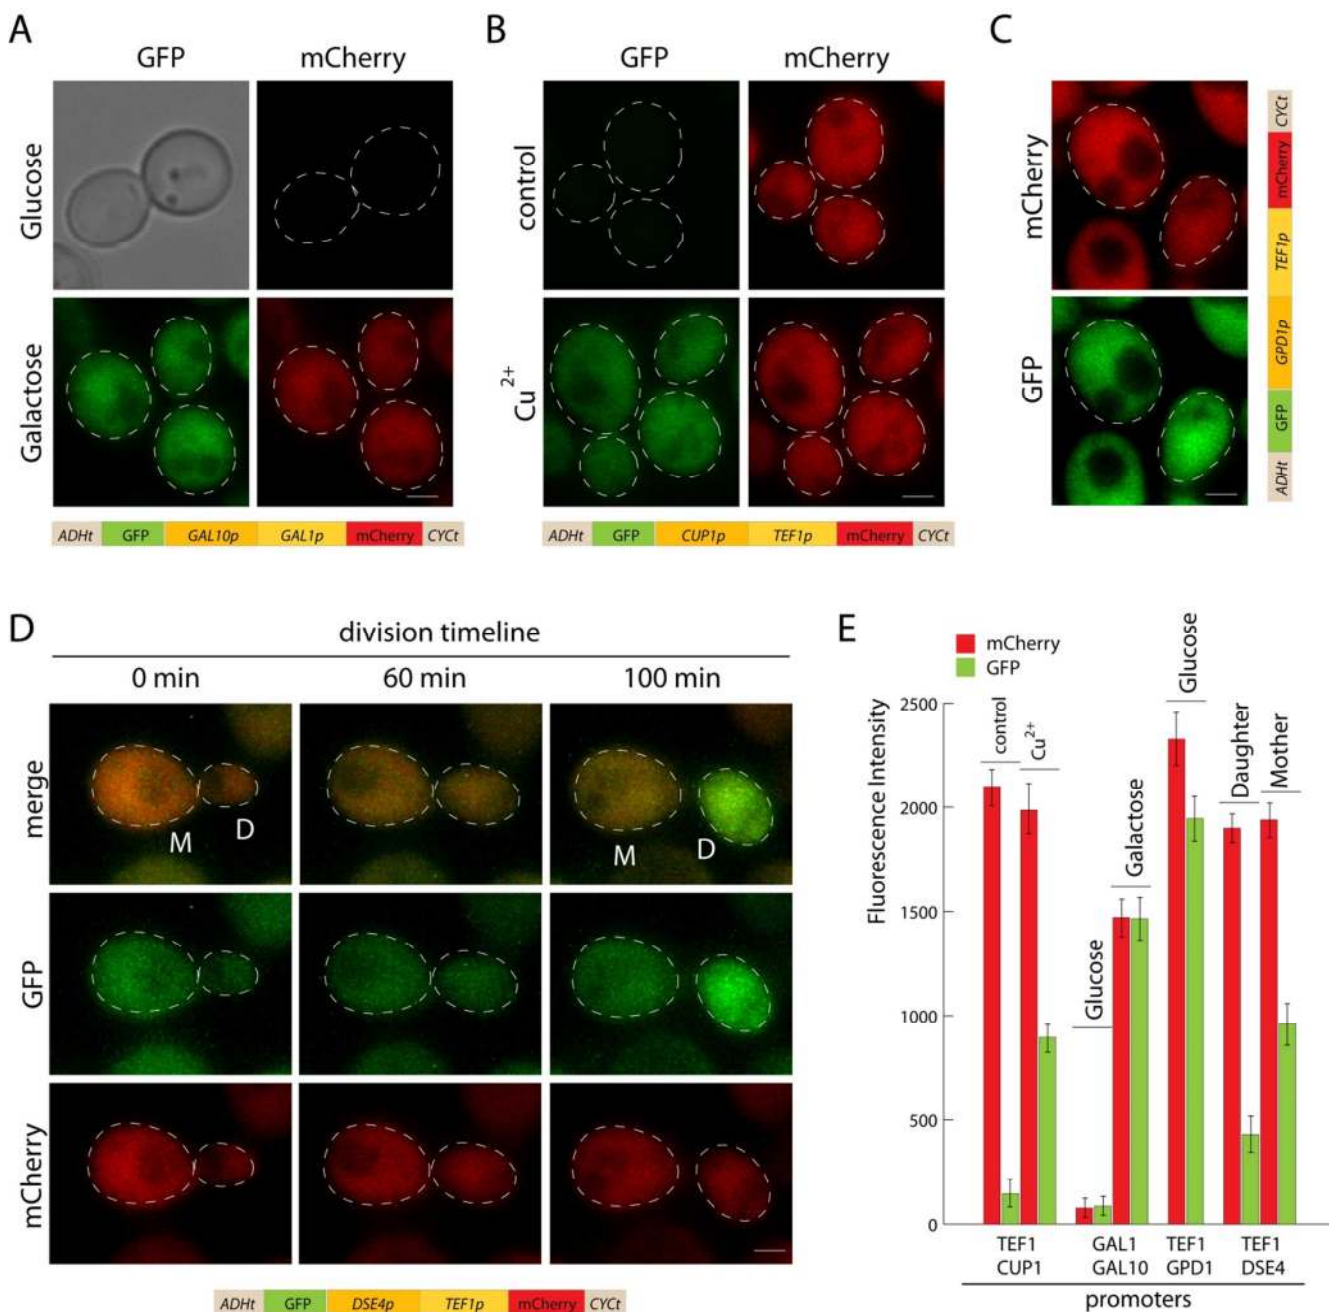 A
GFP mCherry
Glucose
Galactose
ADHt GFP GAL10p GAL1p mCherry CYCt
B
GFP mCherry
control
Cu2+
ADHt GFP CUP1p TEF1p mCherry CYCt
C
mCherry
GFP
CYCt
mCherry
TEF1p
GPD1p
GFP
ADHt
D
division timeline
0 min 60 min 100 min
merge
M D M D
GFP
mCherry
ADHt GFP DSE4p TEF1p mCherry CYCt
E
mCherry
GFP
Fluorescence Intensity
2500
2000
1500
1000
500
0
control
Cu2+
Glucose
Galactose
Glucose
Daughter
Mother
TEF1 GAL1 TEF1 TEF1
CUP1 GAL10 GPD1 DSE4
promoters